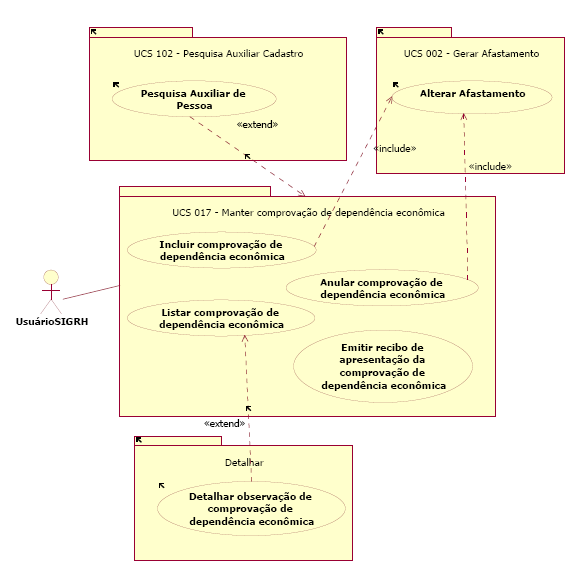 UCS 102 - Pesquisa Auxiliar Cadastro
UCS 002 - Gerar Afastamento
Pesquisa Auxiliar de
Pessoa
Alterar Afastamento
«extend»
«include»
«include»
UCS 017 - Manter comprovação de dependência econômica
Incluir comprovação de
dependência econômica
Anular comprovação de
dependência econômica
Listar comprovação de
dependência econômica
UsuárioSIGRH
Emitir recibo de
apresentação da
comprovação de
dependência econômica
«extend»
Detalhar
Detalhar observação de
comprovação de
dependência econômica